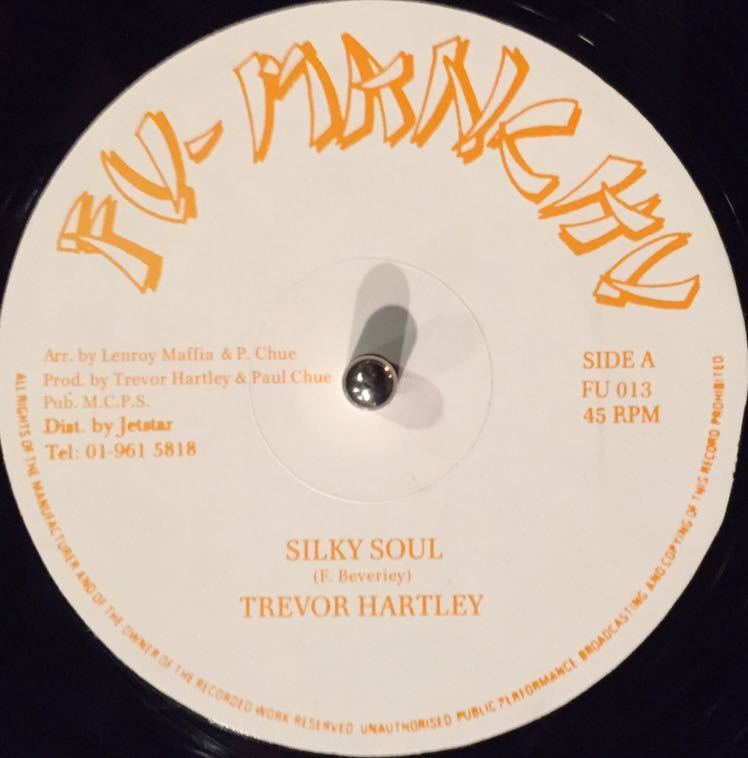 FU-MANCHU
Arr. by Lenroy Maffia & P. Chue
Prod. by Trevor Hartley & Paul Chue
Pub. M.C.P.S.
Dist. by Jetstar
Tel: 01-961 5818
SIDE A
FU 013
45 RPM
SILKY SOUL
(F. Beveriey)
TREVOR HARTLEY
ALL RIGHTS OF THE MANUFACTURER AND OF THE OWNER OF THE RECORDED WORK RESERVED UNAUTHORISED PUBLIC PERFORMANCE BROADCASTING AND COPYING OF THIS RECORD PROHIBITED